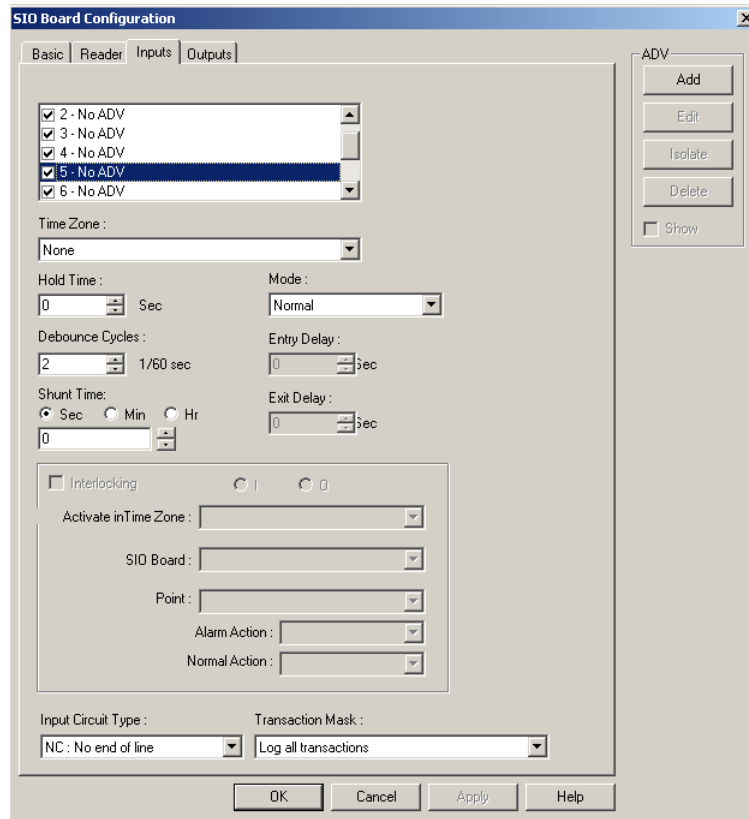 SIO Board Configuration
Basic Reader Inputs Outputs
ADV
Add
Edit
Isolate
Delete
Show
2 - No ADV
3 - No ADV
4 - No ADV
5 - No ADV
6 - No ADV
Time Zone :
None
Hold Time : Mode :
0 Sec Normal
Debounce Cycles : Entry Delay :
2 1/60 sec 0 Sec
Shunt Time: Exit Delay :
Sec Min Hr 0 Sec
0
Interlocking I O
Activate inTime Zone :
SIO Board :
Point :
Alarm Action :
Normal Action :
Input Circuit Type : Transaction Mask :
NC : No end of line Log all transactions
OK Cancel Apply Help